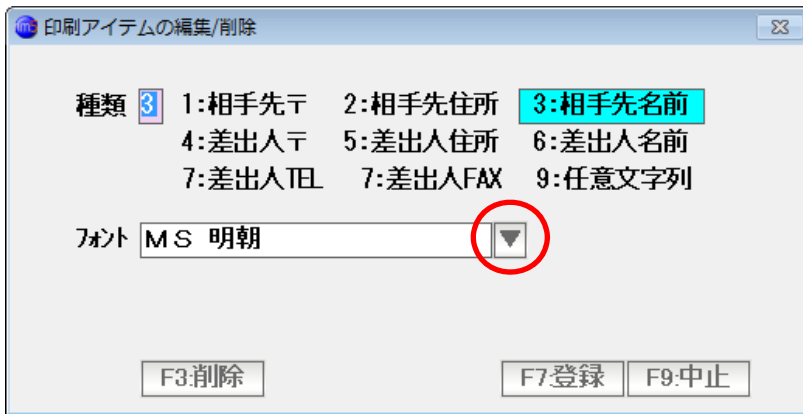 印刷アイテムの編集/削除
種類 3 1:相手先〒 2:相手先住所 3:相手先名前
4:差出人〒 5:差出人住所 6:差出人名前
7:差出人TEL 7:差出人FAX 9:任意文字列
フォント ＭＳ 明朝 ▼
F3:削除 F7:登録 F9:中止